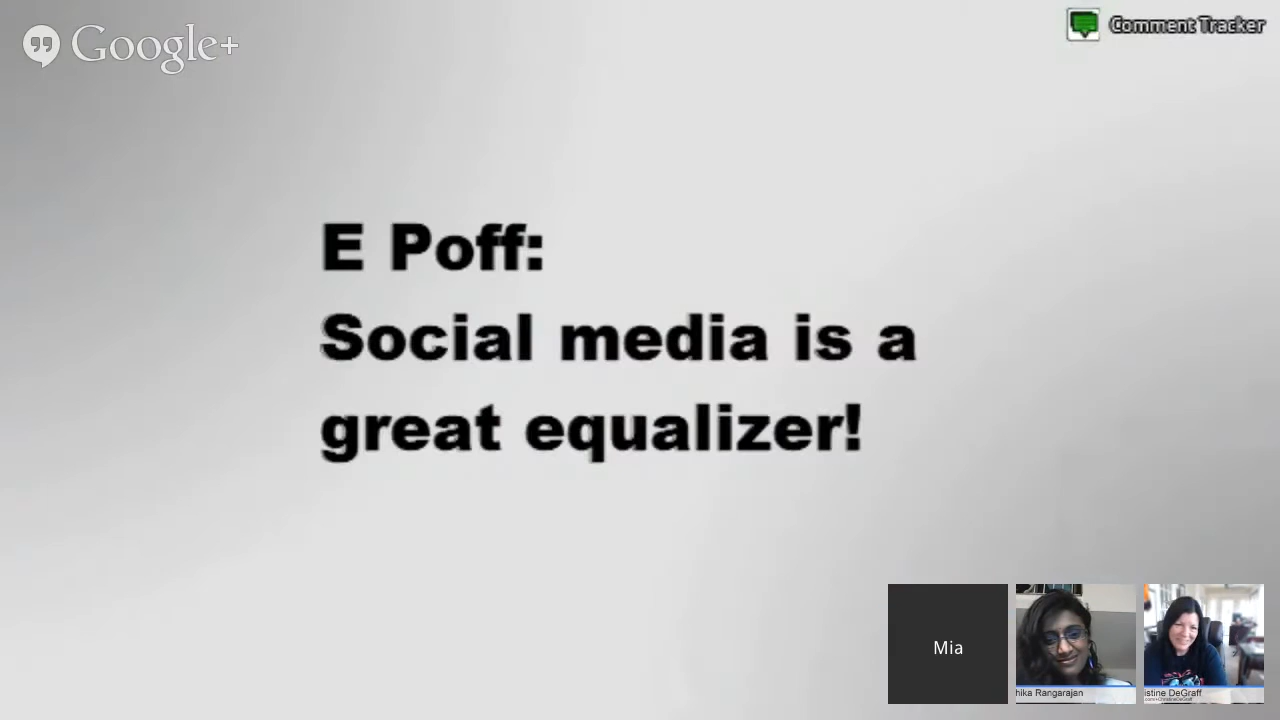 Google+
Comment Tracker
E Poff:
Social media is a
great equalizer!
Mia
hika Rangarajan
istine DeGraff